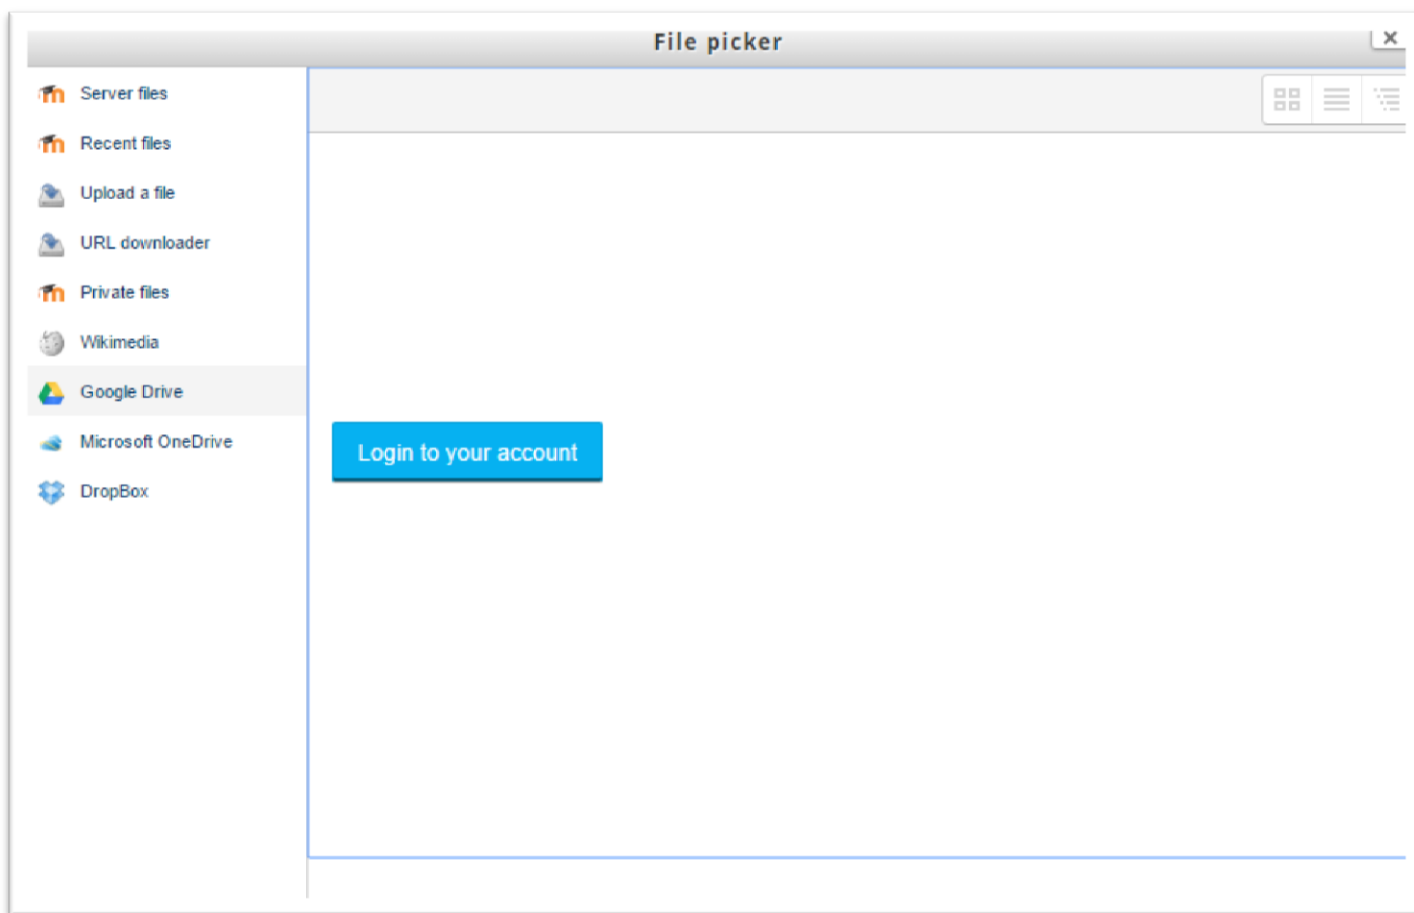 File picker
Server files
Recent files
Upload a file
URL downloader
Private files
Wikimedia
Google Drive
Microsoft OneDrive
DropBox
Login to your account